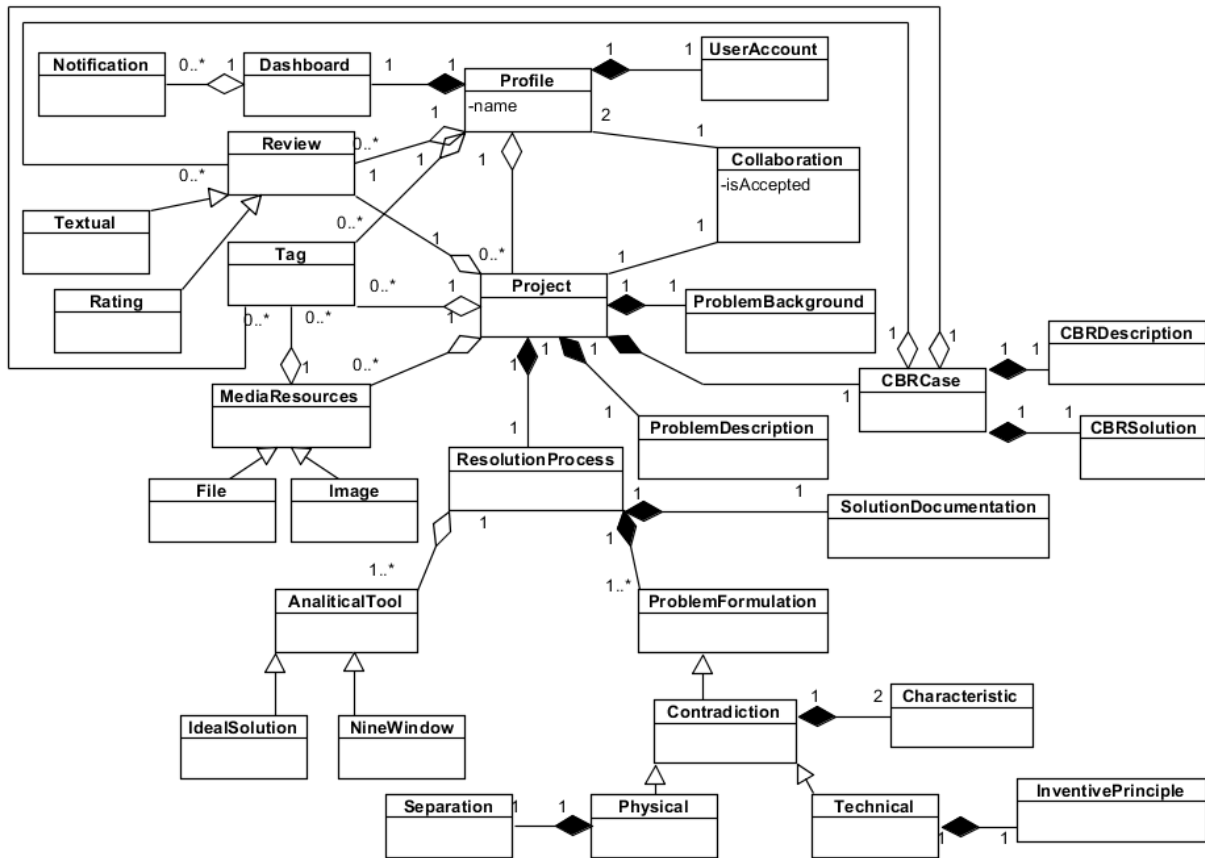 UserAccount
1 1
Notification 0..* 1 Dashboard 1 1 Profile
-name
1 2 1
Review 0..* 1 1 Collaboration
-isAccepted
0..* 1
Textual
0..* 1
Tag 1 0..*
0..* 1 Project 1 1 ProblemBackground
Rating
0..* 0..* 1 1 1 CBRDescription
1 1
1 0..* 1 1 1 CBRCase
MediaResources 1
1 1 CBRSolution
1 1 ProblemDescription
ResolutionProcess
File Image
1 1 SolutionDocumentation
1 1
1..* 1..*
AnaliticalTool ProblemFormulation
1 2 Characteristic
Contradiction
IdealSolution NineWindow
InventivePrinciple
Separation 1 1 Physical Technical
1 1